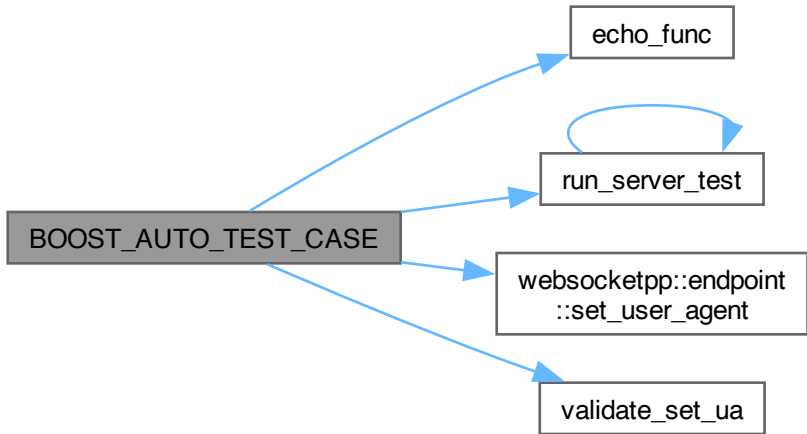 echo_func
run_server_test
BOOST_AUTO_TEST_CASE
websocketpp::endpoint
::set_user_agent
validate_set_ua